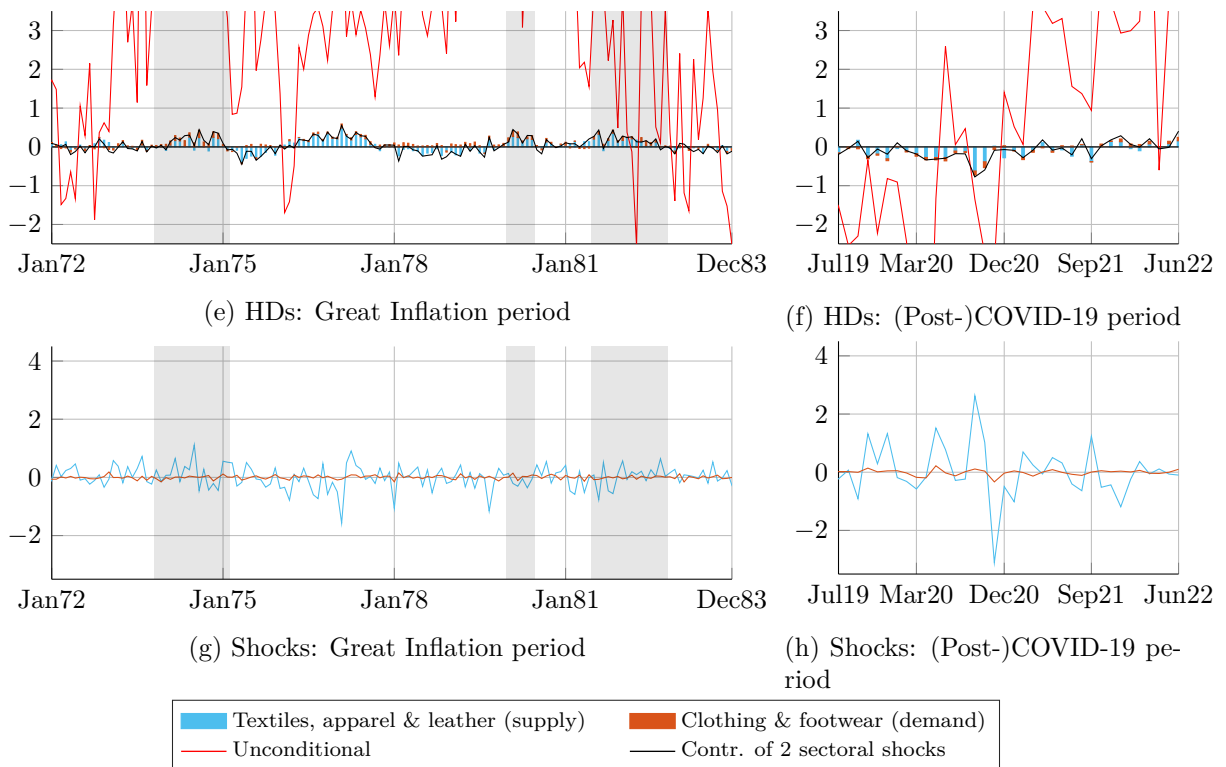 3
2
1
0
−1
−2
Jan72 Jan75 Jan78 Jan81 Dec83
(e) HDs: Great Inflation period
3
2
1
0
−1
−2
Jul19 Mar20 Dec20 Sep21 Jun22
(f) HDs: (Post-)COVID-19 period
4
2
0
−2
Jan72 Jan75 Jan78 Jan81 Dec83
(g) Shocks: Great Inflation period
4
2
0
−2
Jul19 Mar20 Dec20 Sep21 Jun22
(h) Shocks: (Post-)COVID-19 pe-
riod
Textiles, apparel & leather (supply) Clothing & footwear (demand)
Unconditional Contr. of 2 sectoral shocks